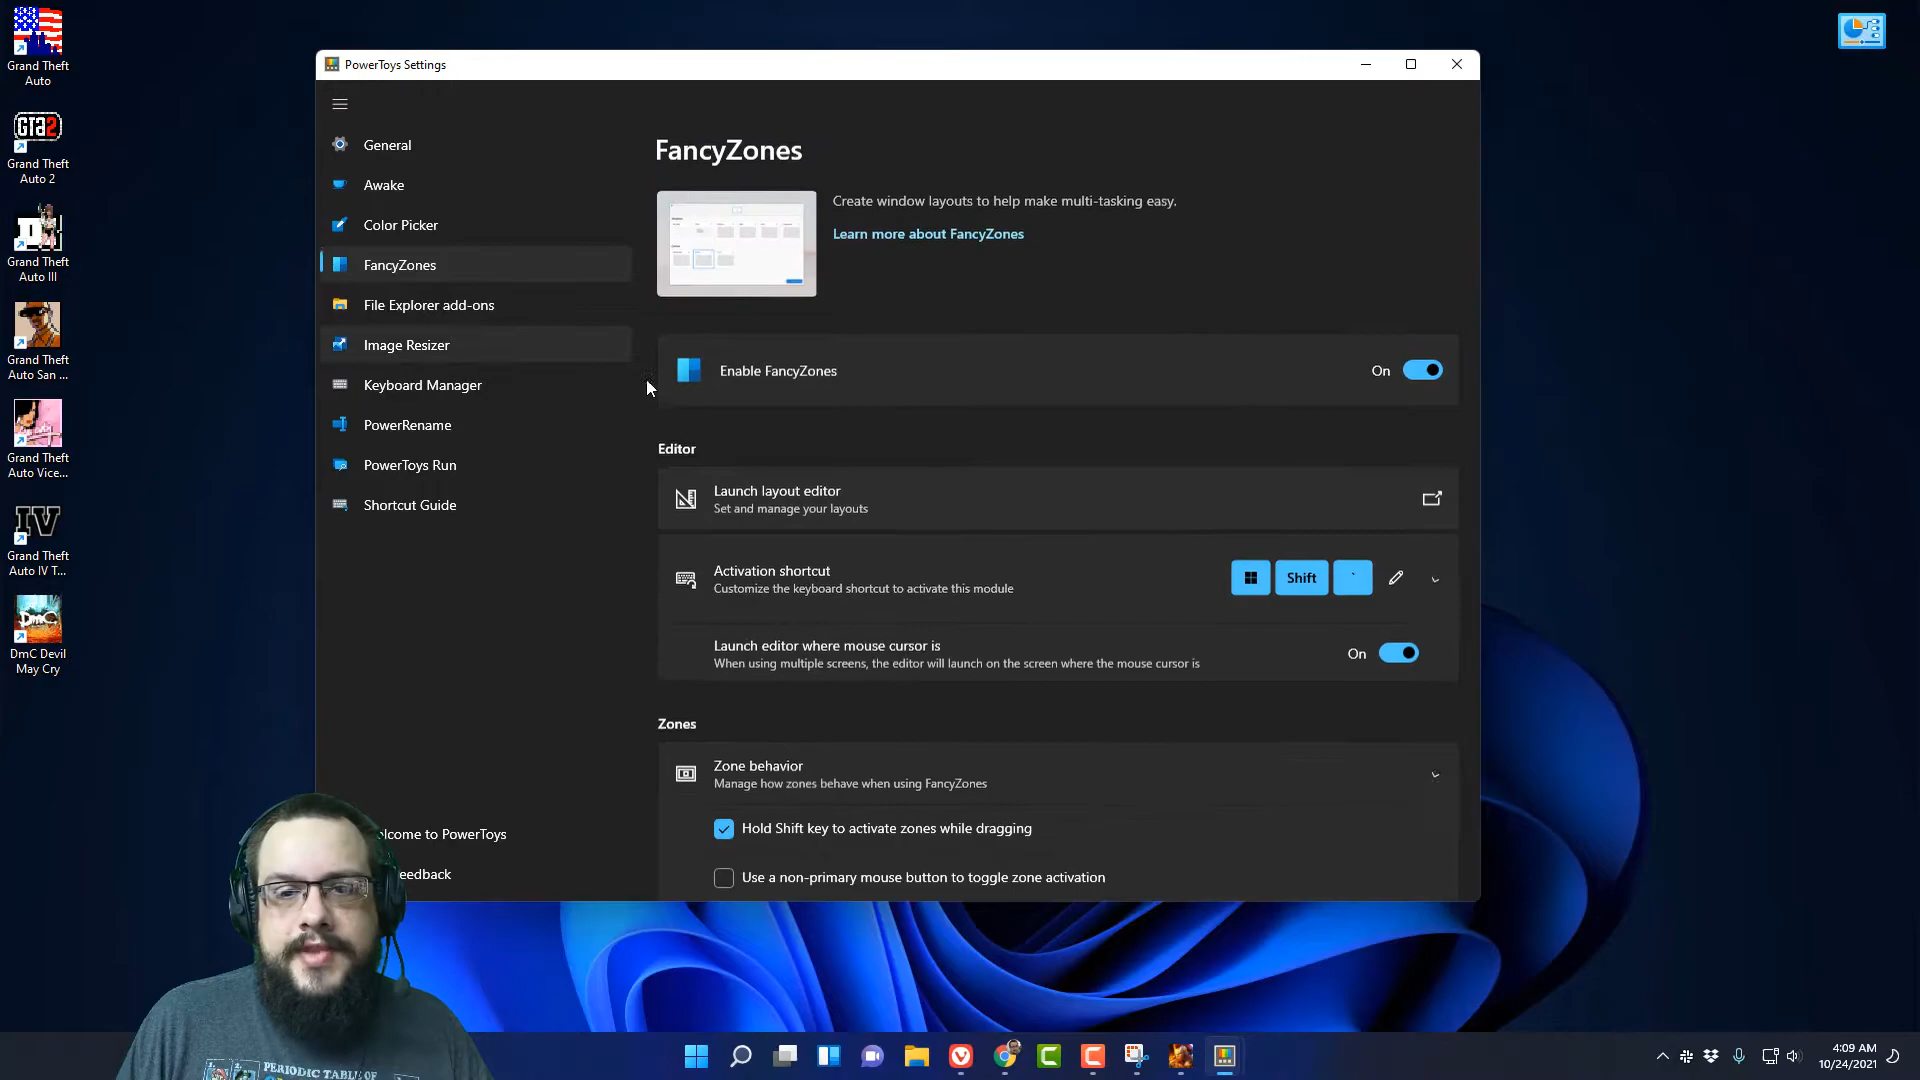 Grand Theft
Auto
GTA2
Grand Theft
Auto 2
Grand Theft
Auto III
Grand Theft
Auto San ...
Grand Theft
Auto Vice...
IV
Grand Theft
Auto IV T...
DmC
DmC Devil
May Cry
PowerToys Settings
General
Awake
Color Picker
FancyZones
File Explorer add-ons
Image Resizer
Keyboard Manager
PowerRename
PowerToys Run
Shortcut Guide
lcome to PowerToys
eedback
FancyZones
Create window layouts to help make multi-tasking easy.
Learn more about FancyZones
Enable FancyZones
On
Editor
Launch layout editor
Set and manage your layouts
Activation shortcut
Customize the keyboard shortcut to activate this module
Shift
`
Launch editor where mouse cursor is
When using multiple screens, the editor will launch on the screen where the mouse cursor is
On
Zones
Zone behavior
Manage how zones behave when using FancyZones
Hold Shift key to activate zones while dragging
Use a non-primary mouse button to toggle zone activation
PERIODIC TABLE OF
4:09 AM
10/24/2021